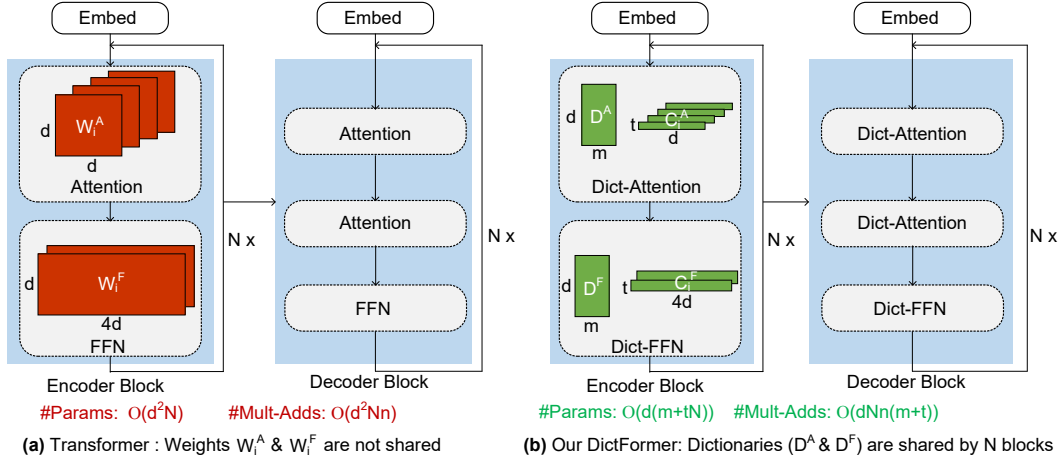 Embed
W_i^A
d
d
Attention
W_i^F
d
4d
FFN
Encoder Block
N x
Embed
Attention
Attention
FFN
Decoder Block
N x
#Params: O(d²N) #Mult-Adds: O(d²Nn)
(a) Transformer : Weights W_i^A & W_i^F are not shared
Embed
d
D^A
m
t
C_i^A
d
Dict-Attention
d
D^F
m
t
C_i^F
4d
Dict-FFN
Encoder Block
N x
Embed
Dict-Attention
Dict-Attention
Dict-FFN
Decoder Block
N x
#Params: O(d(m+tN)) #Mult-Adds: O(dNn(m+t))
(b) Our DictFormer: Dictionaries (D^A & D^F) are shared by N blocks